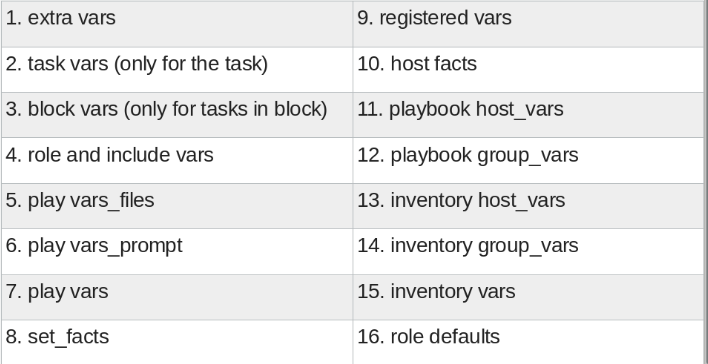 1. extra vars
2. task vars (only for the task)
3. block vars (only for tasks in block)
4. role and include vars
5. play vars_files
6. play vars_prompt
7. play vars
8. set_facts
9. registered vars
10. host facts
11. playbook host_vars
12. playbook group_vars
13. inventory host_vars
14. inventory group_vars
15. inventory vars
16. role defaults